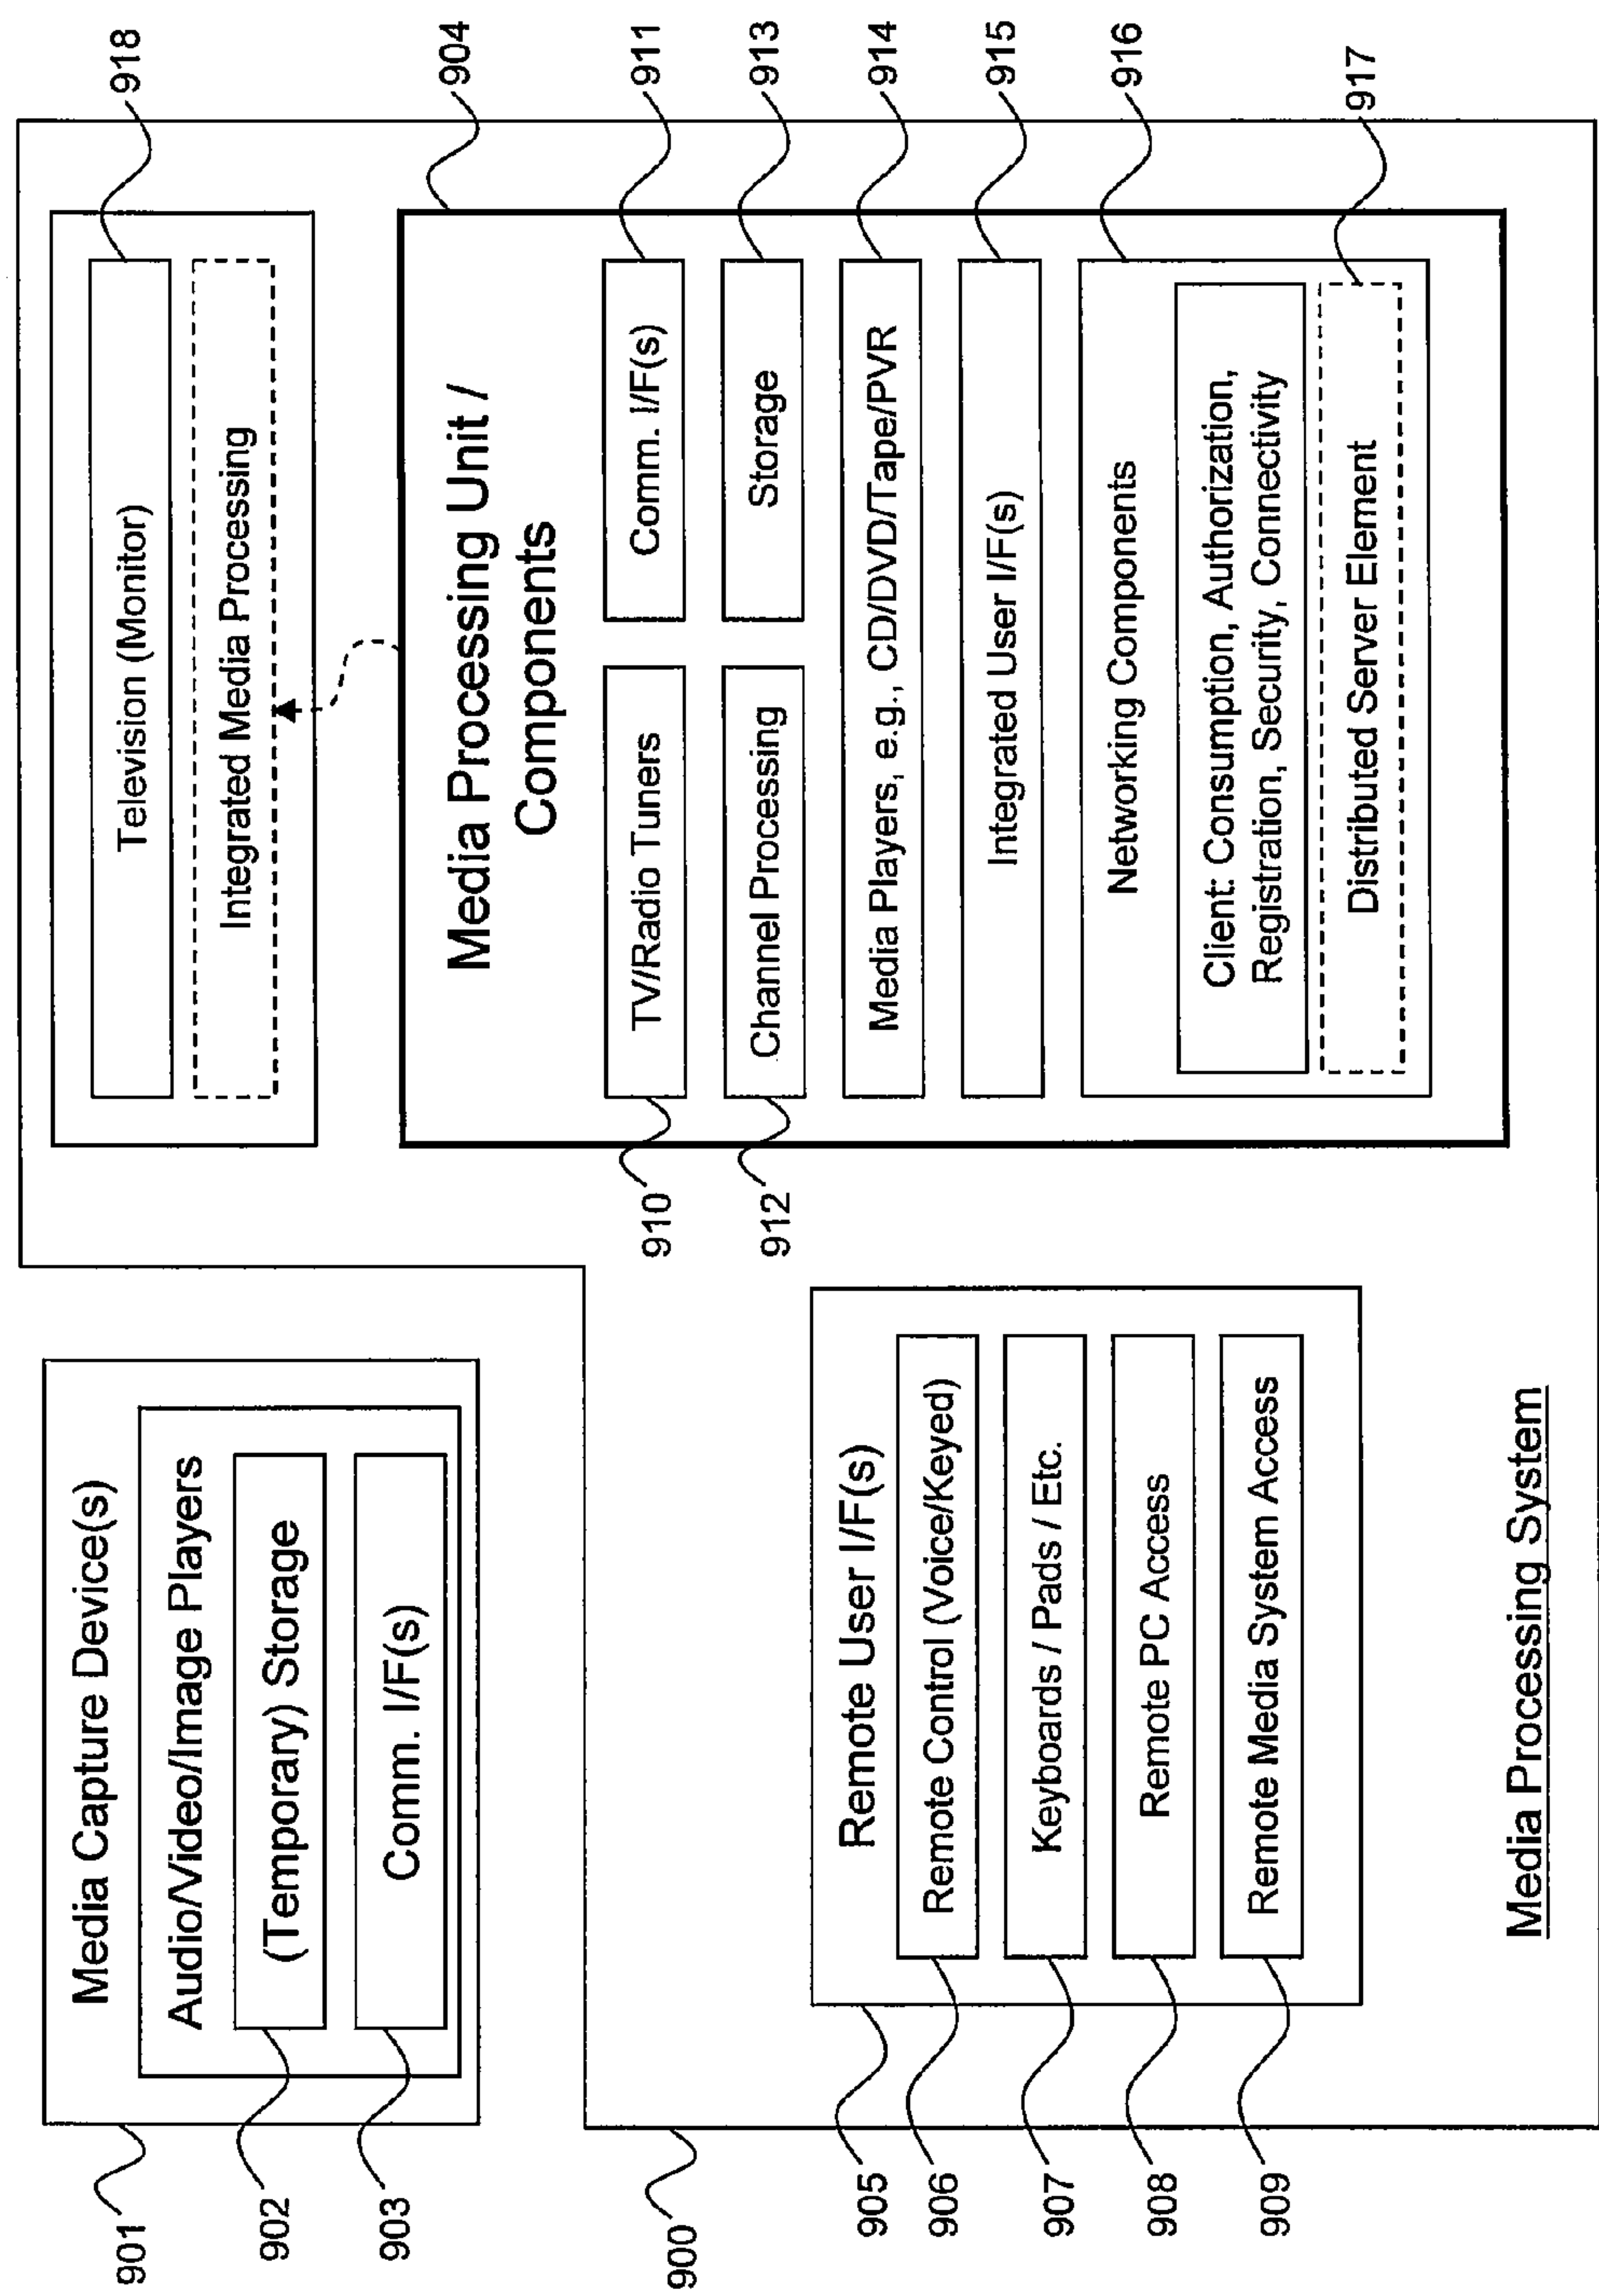 901
Media Capture Device(s)
Audio/Video/Image Players
902
(Temporary) Storage
903
Comm. I/F(s)
900
905
Remote User I/F(s)
906
Remote Control (Voice/Keyed)
907
Keyboards / Pads / Etc.
908
Remote PC Access
909
Remote Media System Access
Media Processing System
918
Television (Monitor)
Integrated Media Processing
904
Media Processing Unit /
Components
910
TV/Radio Tuners
Comm. I/F(s)
911
912
Channel Processing
Storage
913
Media Players, e.g., CD/DVD/Tape/PVR
914
Integrated User I/F(s)
915
Networking Components
916
Client: Consumption, Authorization,
Registration, Security, Connectivity
Distributed Server Element
917